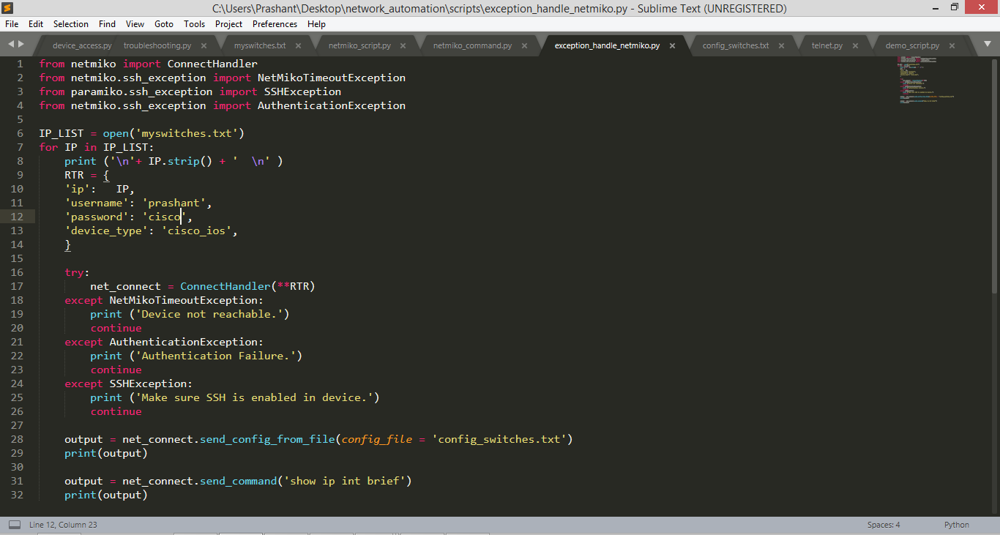 C:\Users\Prashant\Desktop\network_automation\scripts\exception_handle_netmiko.py - Sublime Text (UNREGISTERED)
File Edit Selection Find View Goto Tools Project Preferences Help
device_access.py troubleshooting.py myswitches.txt netmiko_script.py netmiko_command.py exception_handle_netmiko.py config_switches.txt telnet.py demo_script.py
1 from netmiko import ConnectHandler
2 from netmiko.ssh_exception import NetMikoTimeoutException
3 from paramiko.ssh_exception import SSHException
4 from netmiko.ssh_exception import AuthenticationException
5
6 IP_LIST = open('myswitches.txt')
7 for IP in IP_LIST:
8     print ('\n'+ IP.strip() + '  \n' )
9     RTR = {
10     'ip':   IP,
11     'username': 'prashant',
12     'password': 'cisco',
13     'device_type': 'cisco_ios',
14     }
15
16     try:
17         net_connect = ConnectHandler(**RTR)
18     except NetMikoTimeoutException:
19         print ('Device not reachable.')
20         continue
21     except AuthenticationException:
22         print ('Authentication Failure.')
23         continue
24     except SSHException:
25         print ('Make sure SSH is enabled in device.')
26         continue
27
28     output = net_connect.send_config_from_file(config_file = 'config_switches.txt')
29     print(output)
30
31     output = net_connect.send_command('show ip int brief')
32     print(output)
Line 12, Column 23 Spaces: 4 Python